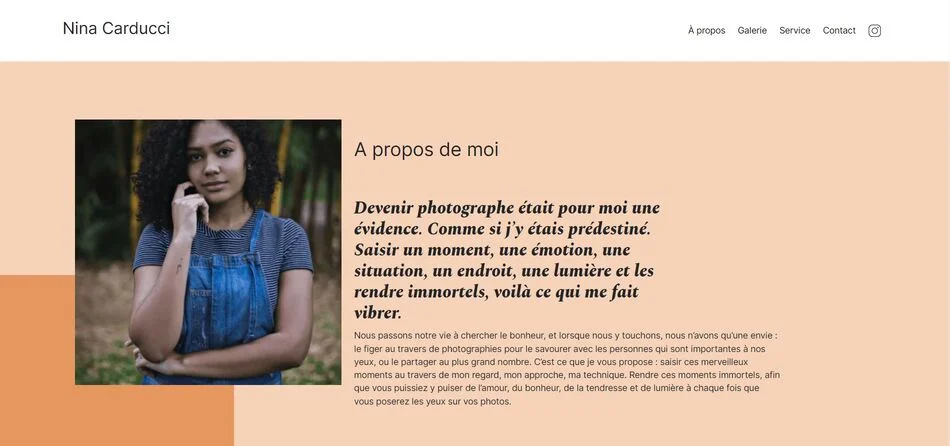 Nina Carducci
À propos Galerie Service Contact
A propos de moi
Devenir photographe était pour moi une
évidence. Comme si j’y étais prédestiné.
Saisir un moment, une émotion, une
situation, un endroit, une lumière et les
rendre immortels, voilà ce qui me fait
vibrer.
Nous passons notre vie à chercher le bonheur, et lorsque nous y touchons, nous n’avons qu’une envie :
le figer au travers de photographies pour le savourer avec les personnes qui sont importantes à nos
yeux, ou le partager au plus grand nombre. C’est ce que je vous propose : saisir ces merveilleux
moments au travers de mon regard, mon approche, ma technique. Rendre ces moments immortels, afin
que vous puissiez y puiser de l’amour, du bonheur, de la tendresse et de lumière à chaque fois que
vous poserez les yeux sur vos photos.